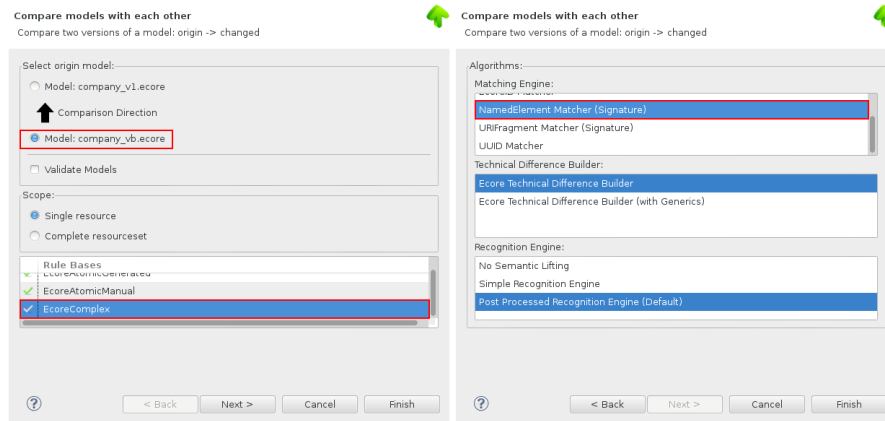 Compare models with each other
Compare two versions of a model: origin -> changed
Select origin model:
Model: company_v1.ecore
Comparison Direction
Model: company_vb.ecore
Validate Models
Scope:
Single resource
Complete resourceset
Rule Bases
EcoreAtomicGenerated
EcoreAtomicManual
EcoreComplex
< Back
Next >
Cancel
Finish
Compare models with each other
Compare two versions of a model: origin -> changed
Algorithms:
Matching Engine:
EcoreID Matcher
NamedElement Matcher (Signature)
URIFragment Matcher (Signature)
UUID Matcher
Technical Difference Builder:
Ecore Technical Difference Builder
Ecore Technical Difference Builder (with Generics)
Recognition Engine:
No Semantic Lifting
Simple Recognition Engine
Post Processed Recognition Engine (Default)
< Back
Next >
Cancel
Finish